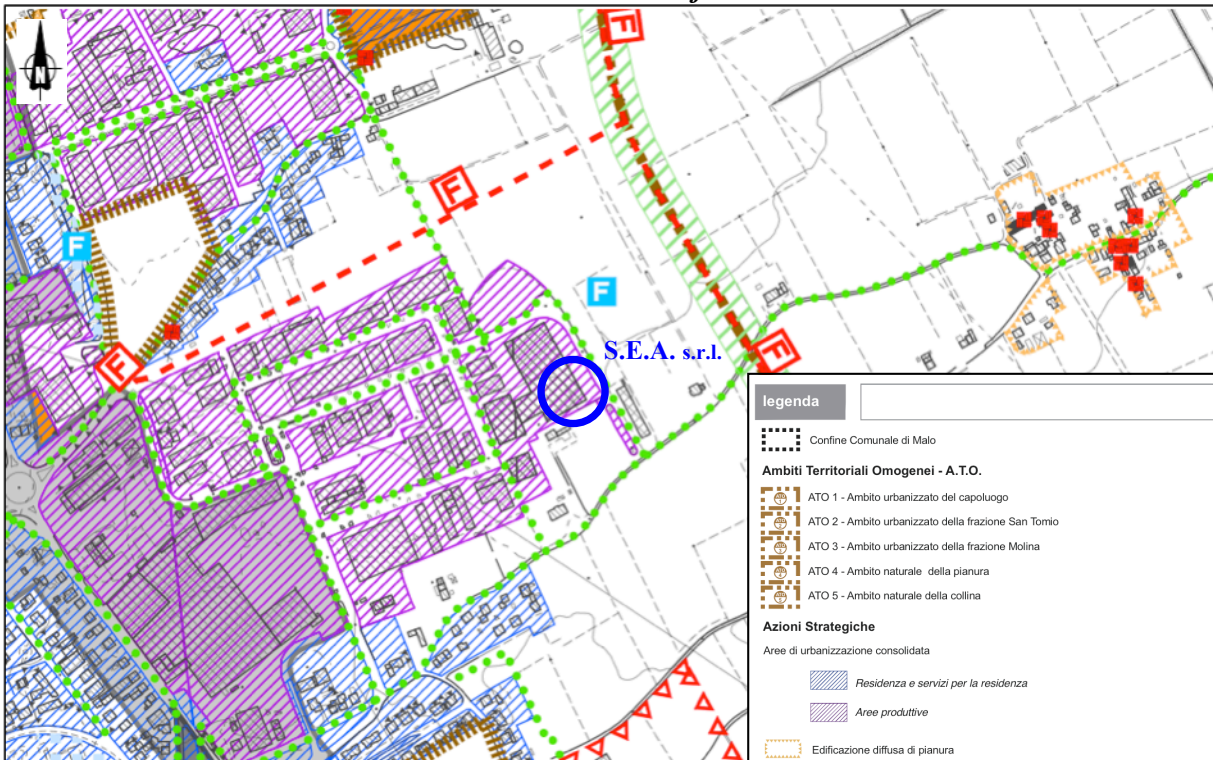 N
F
F
F
F
F
F
S.E.A. s.r.l.
legenda
Confine Comunale di Malo
Ambiti Territoriali Omogenei - A.T.O.
ATO 1 - Ambito urbanizzato del capoluogo
ATO 2 - Ambito urbanizzato della frazione San Tomio
ATO 3 - Ambito urbanizzato della frazione Molina
ATO 4 - Ambito naturale della pianura
ATO 5 - Ambito naturale della collina
Azioni Strategiche
Aree di urbanizzazione consolidata
Residenza e servizi per la residenza
Aree produttive
Edificazione diffusa di pianura